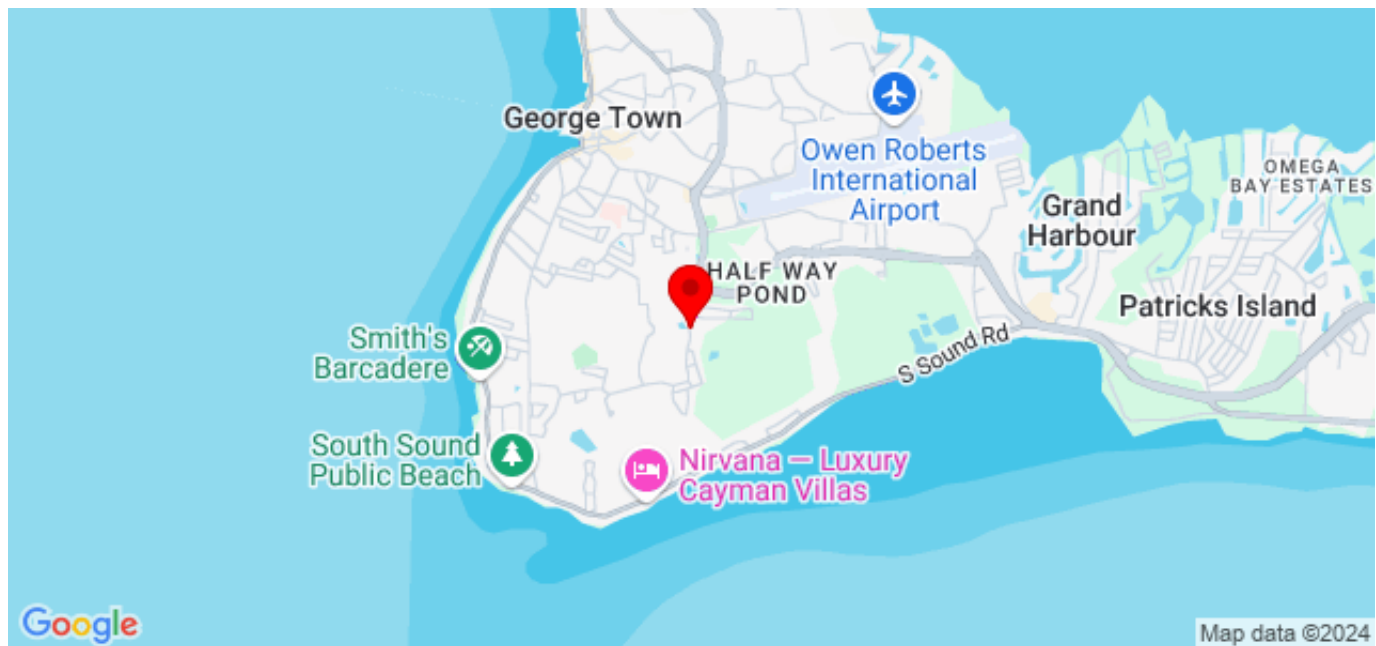 George Town
Owen Roberts
International
Airport
OMEGA
BAY ESTATES
Grand
Harbour
HALF WAY
POND
Patricks Island
Smith's
Barcadere
S Sound Rd
South Sound
Public Beach
Nirvana — Luxury
Cayman Villas
Google
Map data ©2024